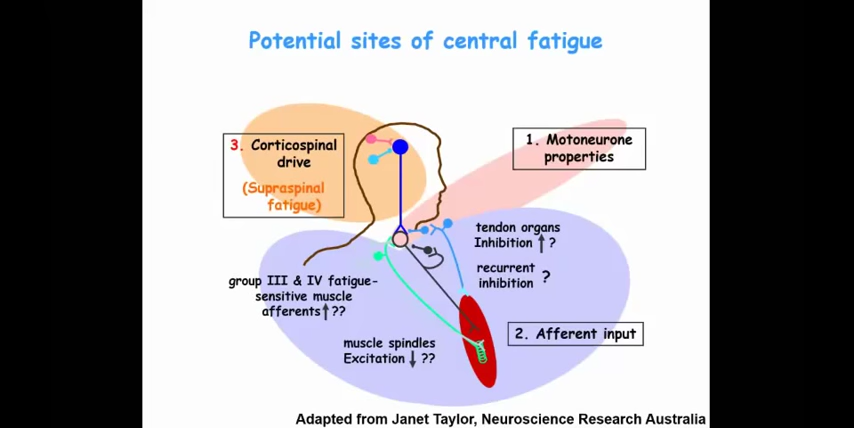 Potential sites of central fatigue
3. Corticospinal
drive
(Supraspinal
fatigue)
1. Motoneurone
properties
tendon organs
Inhibition ↑ ?
recurrent
inhibition ?
group III & IV fatigue-
sensitive muscle
afferents ↑ ??
2. Afferent input
muscle spindles
Excitation ↓ ??
Adapted from Janet Taylor, Neuroscience Research Australia